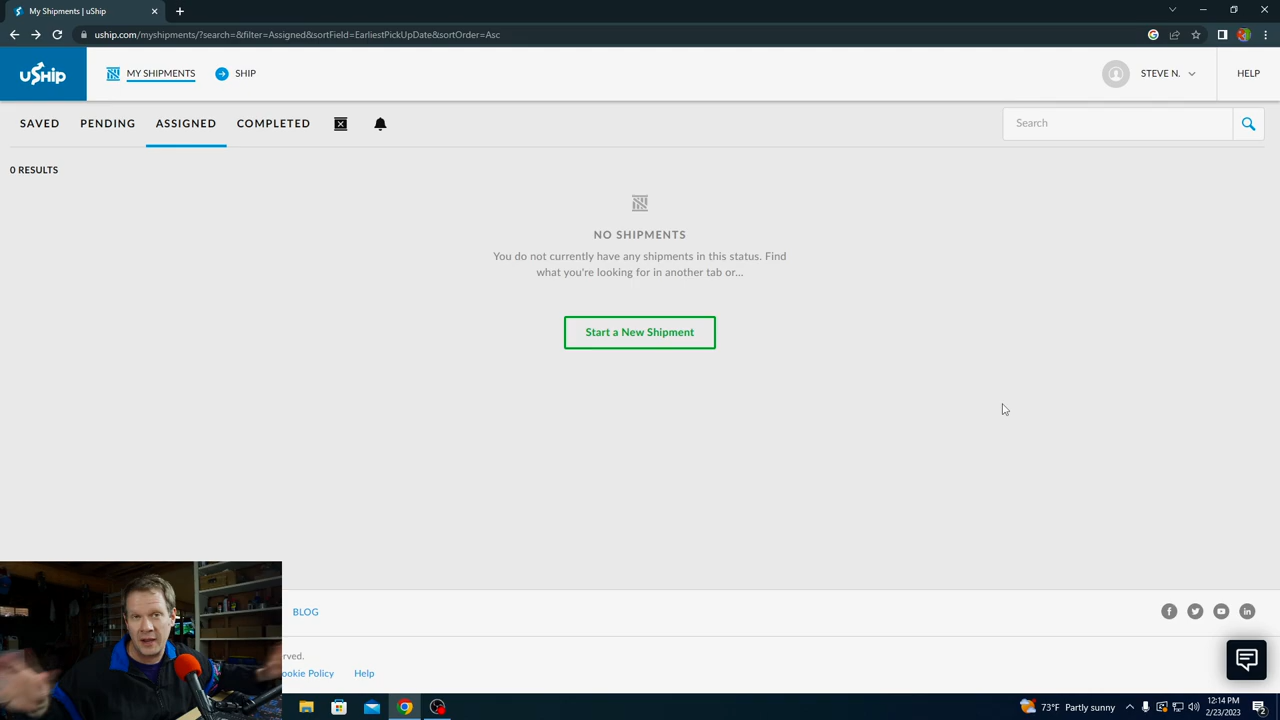 My Shipments | uShip
uship.com/myshipments/?search=&filter=Assigned&sortField=EarliestPickUpDate&sortOrder=Asc
uShip
MY SHIPMENTS
SHIP
STEVE N.
HELP
SAVED
PENDING
ASSIGNED
COMPLETED
Search
0 RESULTS
NO SHIPMENTS
You do not currently have any shipments in this status. Find
what you're looking for in another tab or...
Start a New Shipment
BLOG
rved.
ookie Policy
Help
73°F Partly sunny
12:14 PM
2/23/2023
2